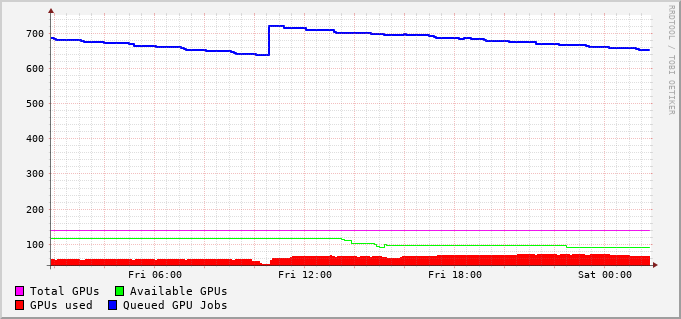 700
600
500
400
300
200
100
Fri 06:00 Fri 12:00 Fri 18:00 Sat 00:00
Total GPUs Available GPUs
GPUs used Queued GPU Jobs
RRDTOOL / TOBI OETIKER